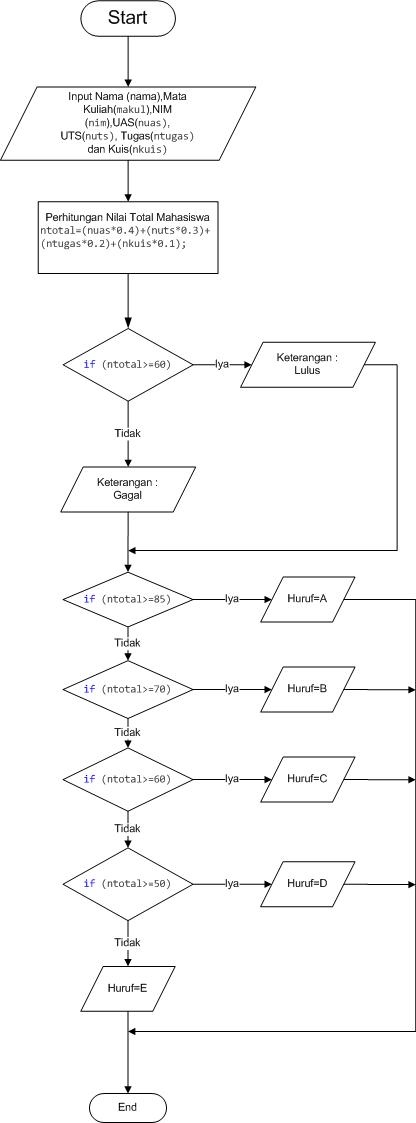 Start
Input Nama (nama),Mata
Kuliah(makul),NIM
(nim),UAS(nuas),
UTS(nuts), Tugas(ntugas)
dan Kuis(nkuis)
Perhitungan Nilai Total Mahasiswa
ntotal=(nuas*0.4)+(nuts*0.3)+
(ntugas*0.2)+(nkuis*0.1);
if (ntotal>=60)
Iya
Keterangan :
Lulus
Tidak
Keterangan :
Gagal
if (ntotal>=85)
Iya
Huruf=A
Tidak
if (ntotal>=70)
Iya
Huruf=B
Tidak
if (ntotal>=60)
Iya
Huruf=C
Tidak
if (ntotal>=50)
Iya
Huruf=D
Tidak
Huruf=E
End